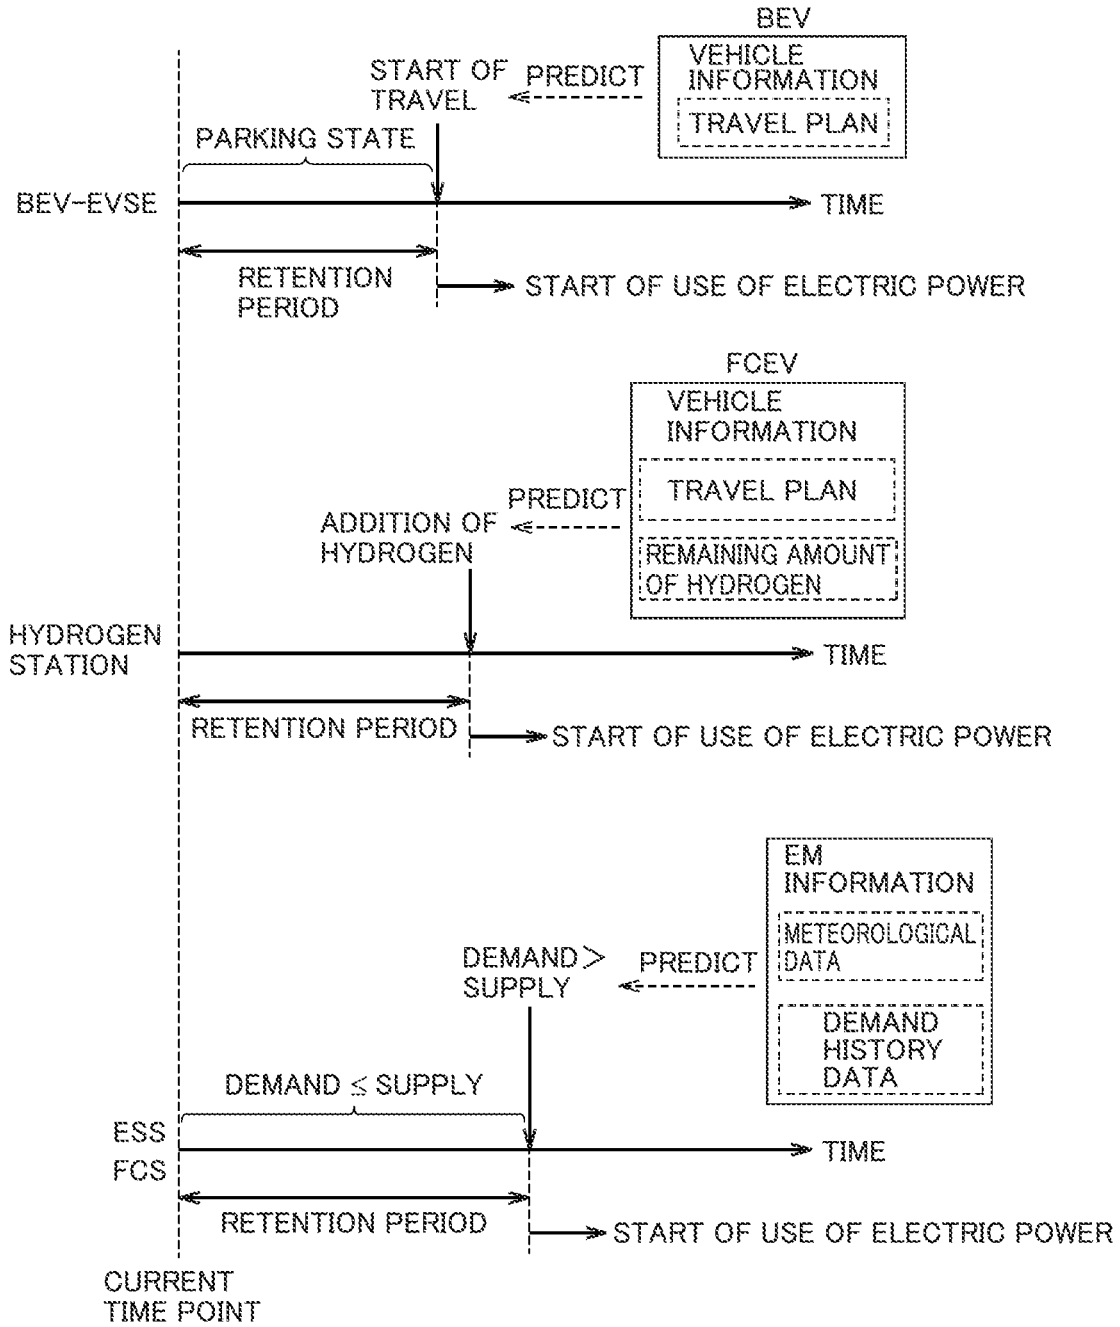 BEV
VEHICLE
INFORMATION
TRAVEL PLAN
START OF
TRAVEL
PREDICT
PARKING STATE
BEV-EVSE
TIME
RETENTION
PERIOD
START OF USE OF ELECTRIC POWER
FCEV
VEHICLE
INFORMATION
TRAVEL PLAN
REMAINING AMOUNT
OF HYDROGEN
PREDICT
ADDITION OF
HYDROGEN
HYDROGEN
STATION
TIME
RETENTION PERIOD
START OF USE OF ELECTRIC POWER
EM
INFORMATION
METEOROLOGICAL
DATA
DEMAND
HISTORY
DATA
DEMAND>
SUPPLY
PREDICT
DEMAND ≦ SUPPLY
ESS
FCS
TIME
RETENTION PERIOD
START OF USE OF ELECTRIC POWER
CURRENT
TIME POINT